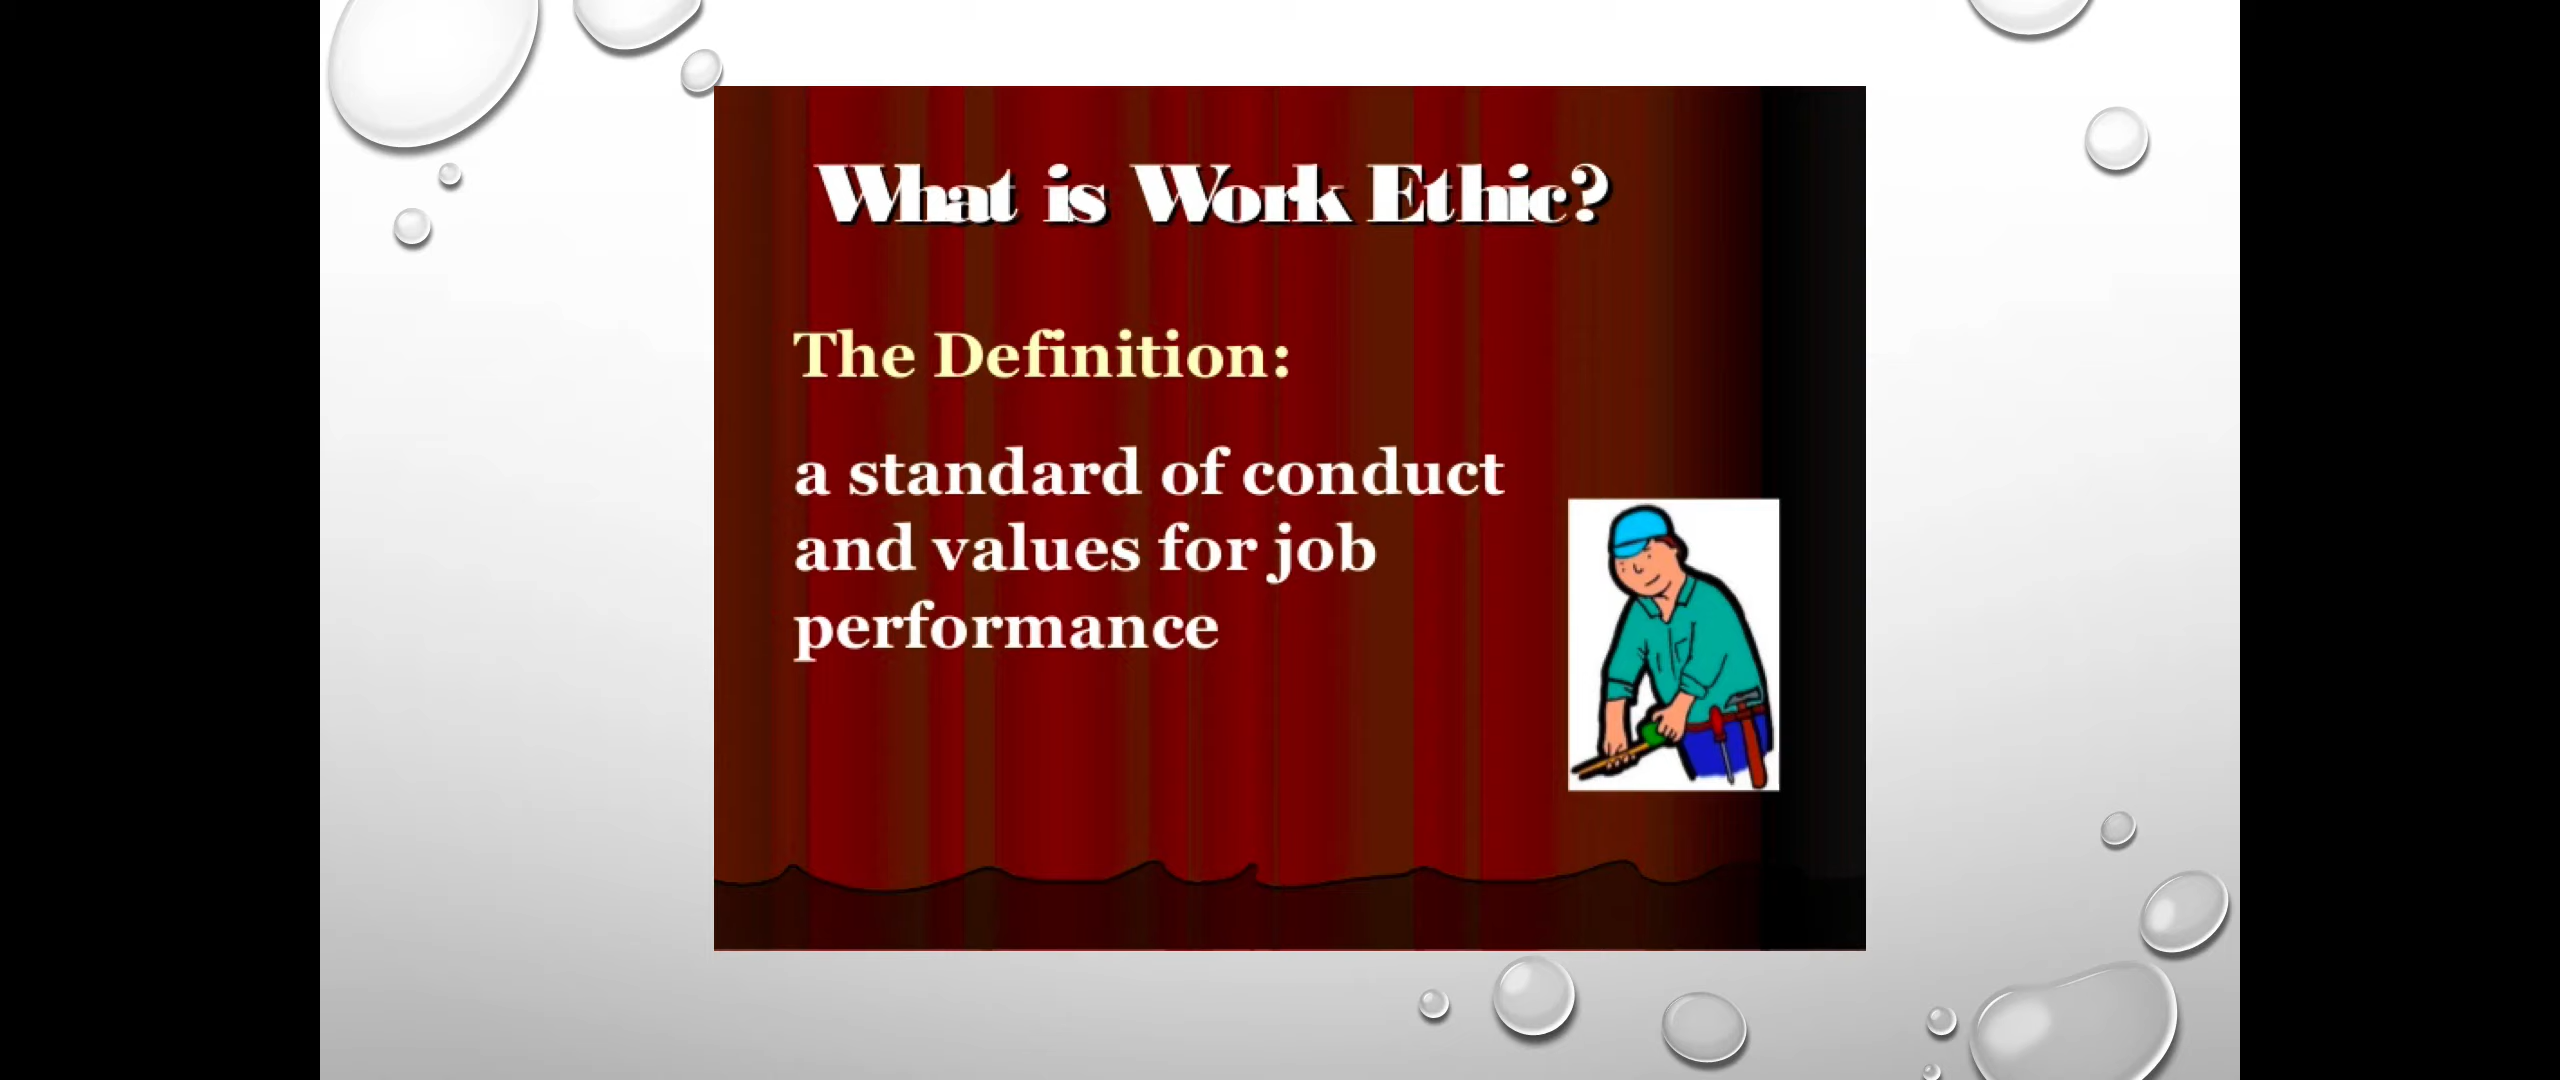 What is Work Ethic?
The Definition:
a standard of conduct
and values for job
performance